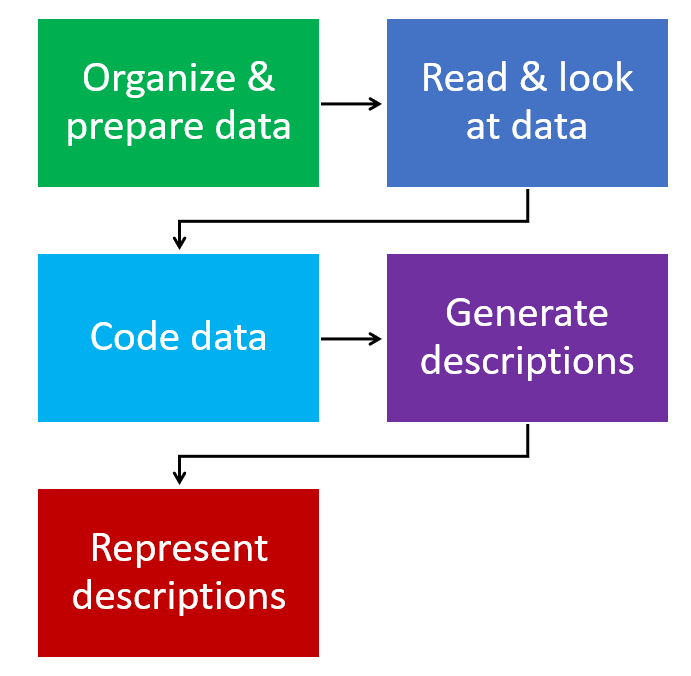 Organize &
prepare data
Read & look
at data
Code data
Generate
descriptions
Represent
descriptions